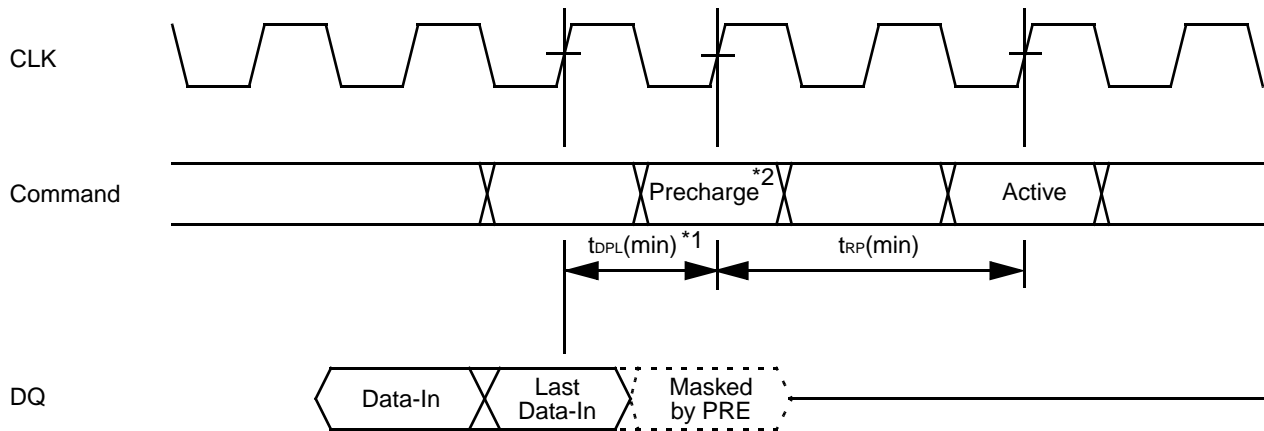 CLK
Command
Precharge*2
Active
tDPL(min) *1
tRP(min)
DQ
Data-In
Last
Data-In
Masked
by PRE